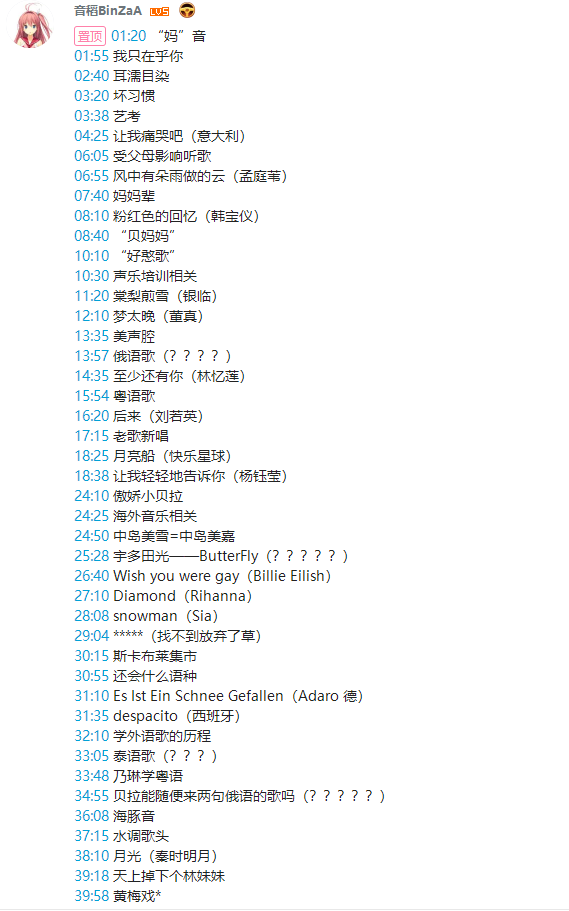 音稻BinZaA LV5
置顶 01:20 “妈”音
01:55 我只在乎你
02:40 耳濡目染
03:20 坏习惯
03:38 艺考
04:25 让我痛哭吧（意大利）
06:05 受父母影响听歌
06:55 风中有朵雨做的云（孟庭苇）
07:40 妈妈辈
08:10 粉红色的回忆（韩宝仪）
08:40 “贝妈妈”
10:10 “好憨歌”
10:30 声乐培训相关
11:20 棠梨煎雪（银临）
12:10 梦太晚（董真）
13:35 美声腔
13:57 俄语歌（？？？？）
14:35 至少还有你（林忆莲）
15:54 粤语歌
16:20 后来（刘若英）
17:15 老歌新唱
18:25 月亮船（快乐星球）
18:38 让我轻轻地告诉你（杨钰莹）
24:10 傲娇小贝拉
24:25 海外音乐相关
24:50 中岛美雪=中岛美嘉
25:28 宇多田光——ButterFly（？？？？？）
26:40 Wish you were gay（Billie Eilish）
27:10 Diamond（Rihanna）
28:08 snowman（Sia）
29:04 *****（找不到放弃了草）
30:15 斯卡布莱集市
30:55 还会什么语种
31:10 Es Ist Ein Schnee Gefallen（Adaro 德）
31:35 despacito（西班牙）
32:10 学外语歌的历程
33:05 泰语歌（？？？）
33:48 乃琳学粤语
34:55 贝拉能随便来两句俄语的歌吗（？？？？？）
36:08 海豚音
37:15 水调歌头
38:10 月光（秦时明月）
39:18 天上掉下个林妹妹
39:58 黄梅戏*